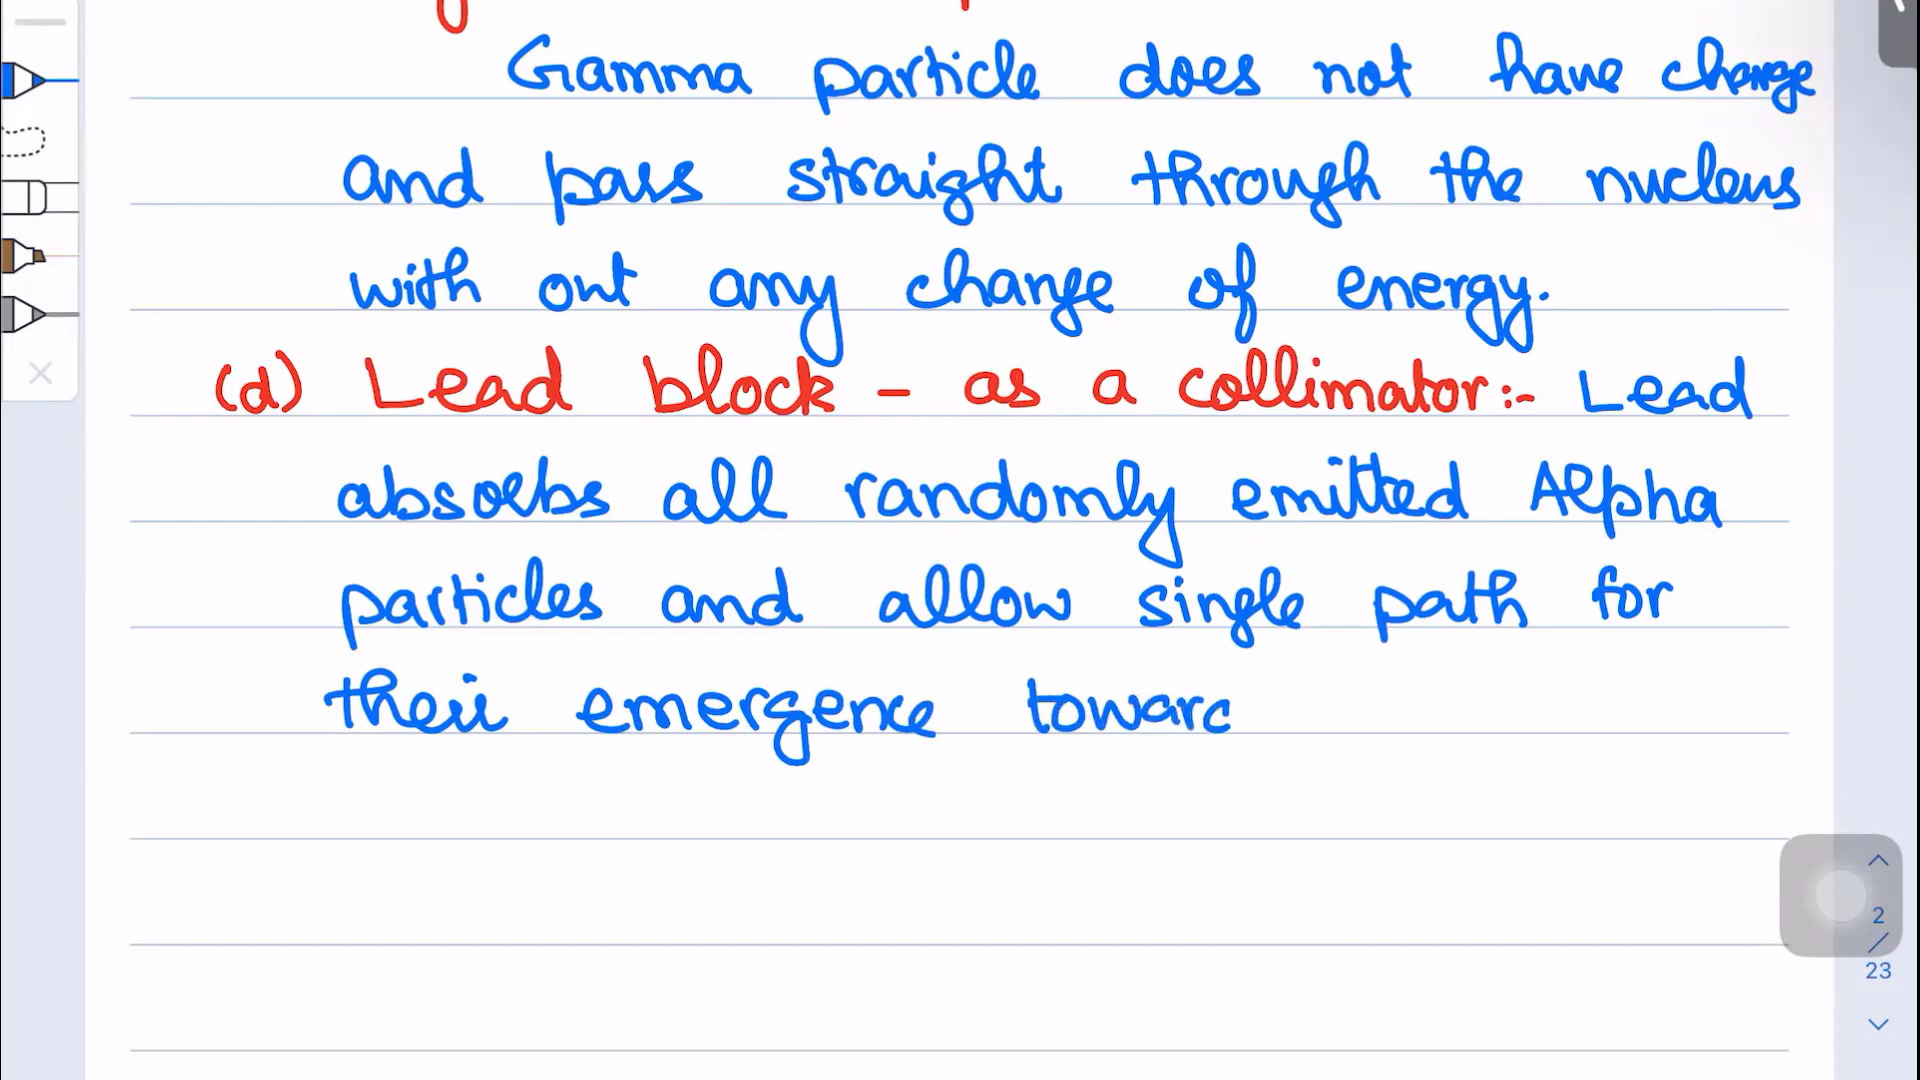 Gamma particle does not have charge
and pass straight through the nucleus
with out any change of energy.
(d) Lead block - as a collimator:- Lead
absorbs all randomly emitted Alpha
particles and allow single path for
their emergence towarc
2
/
23